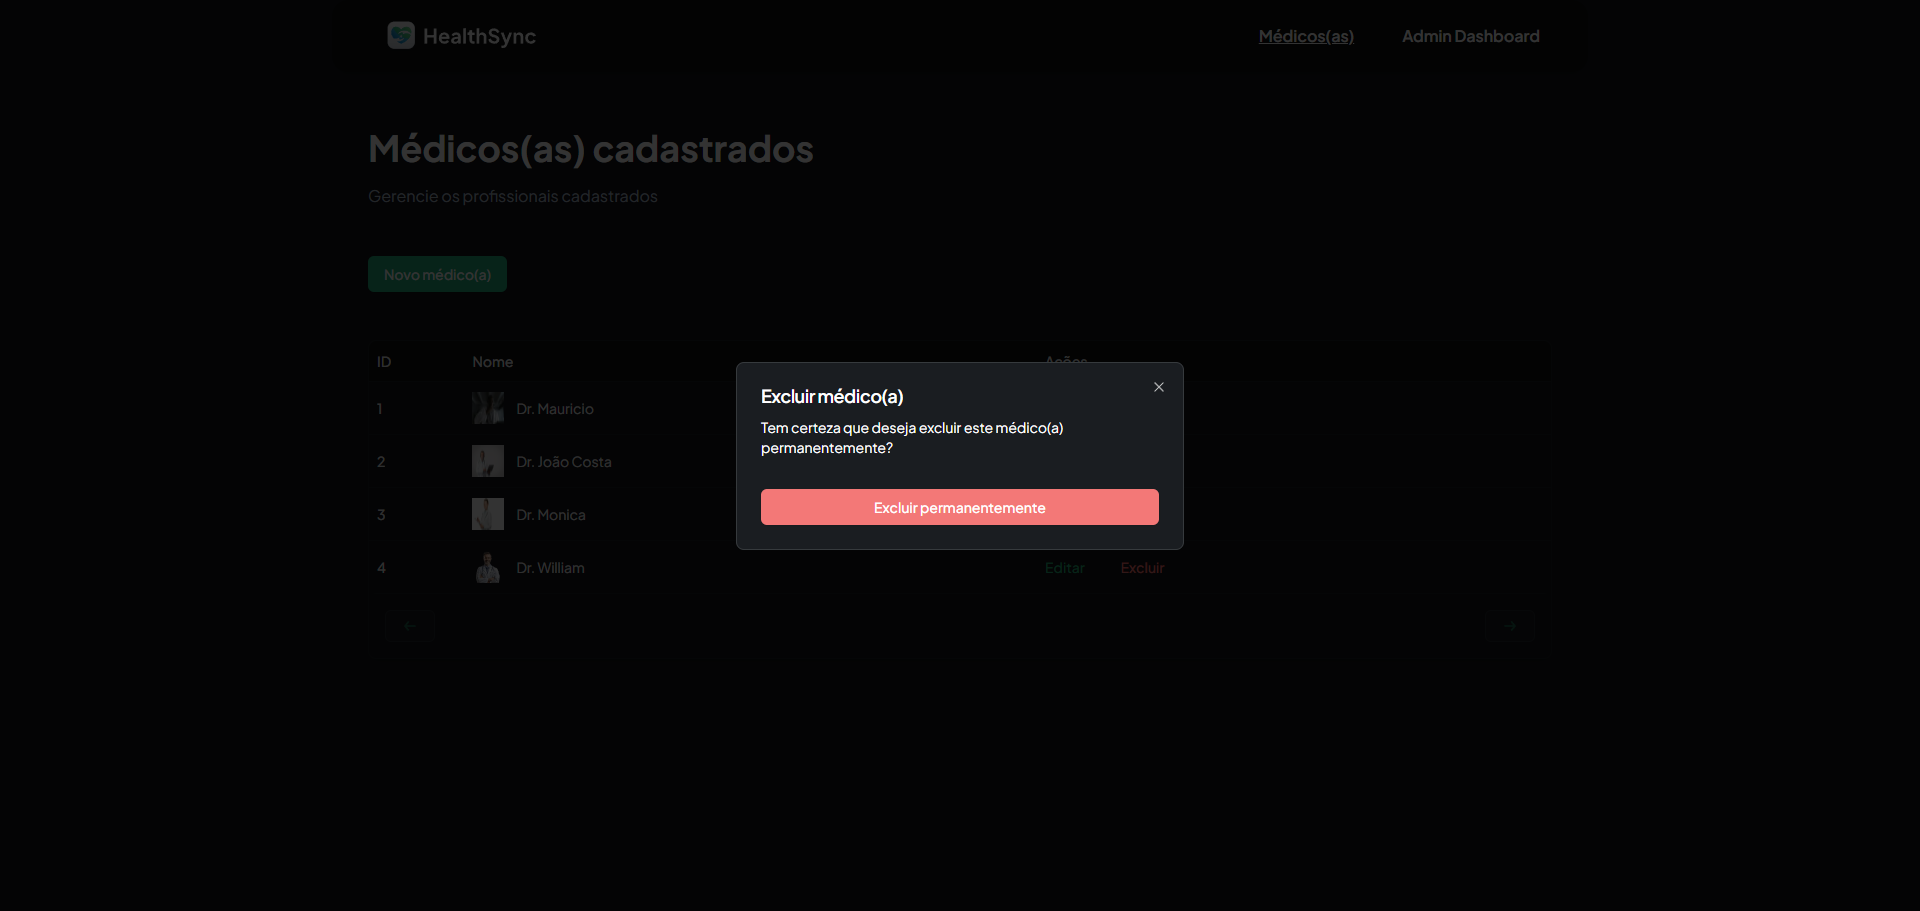 HealthSync
Médicos(as)
Admin Dashboard
Médicos(as) cadastrados
Gerencie os profissionais cadastrados
Novo médico(a)
ID Nome Ações
1 Dr. Mauricio
2 Dr. João Costa
3 Dr. Monica
4 Dr. William Editar Excluir
Excluir médico(a)
Tem certeza que deseja excluir este médico(a)
permanentemente?
Excluir permanentemente